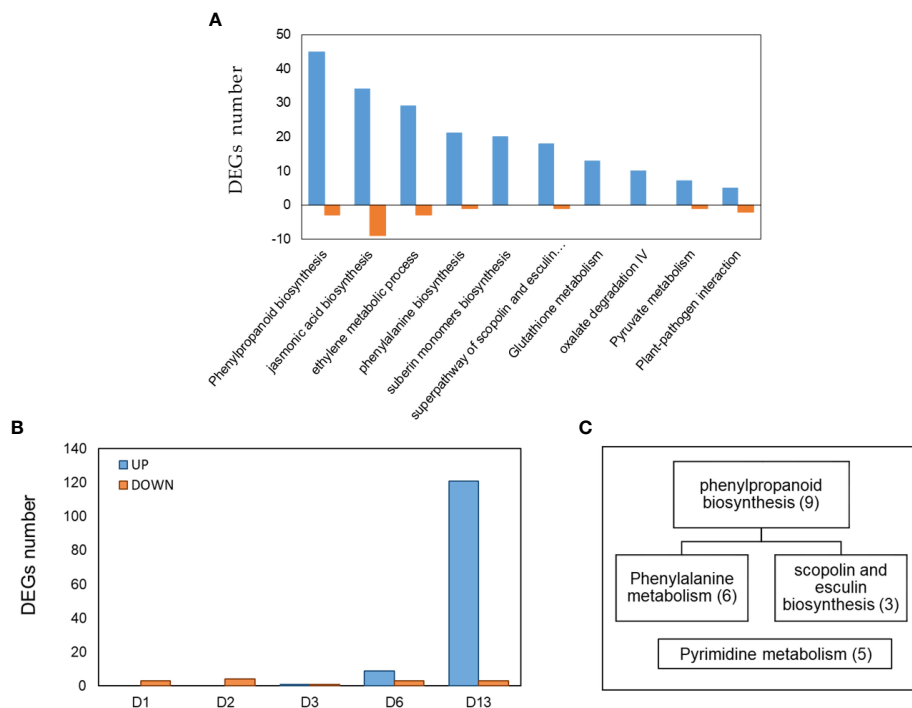 A
DEGs number
50
40
30
20
10
0
-10
Phenylpropanoid biosynthesis
jasmonic acid biosynthesis
ethylene metabolic process
phenylalanine biosynthesis
suberin monomers biosynthesis
superpathway of scopolin and esculin...
Glutathione metabolism
oxalate degradation IV
Pyruvate metabolism
Plant-pathogen interaction
B
DEGs number
140
120
100
80
60
40
20
0
UP
DOWN
D1 D2 D3 D6 D13
C
phenylpropanoid
biosynthesis (9)
Phenylalanine
metabolism (6)
scopolin and
esculin
biosynthesis (3)
Pyrimidine metabolism (5)